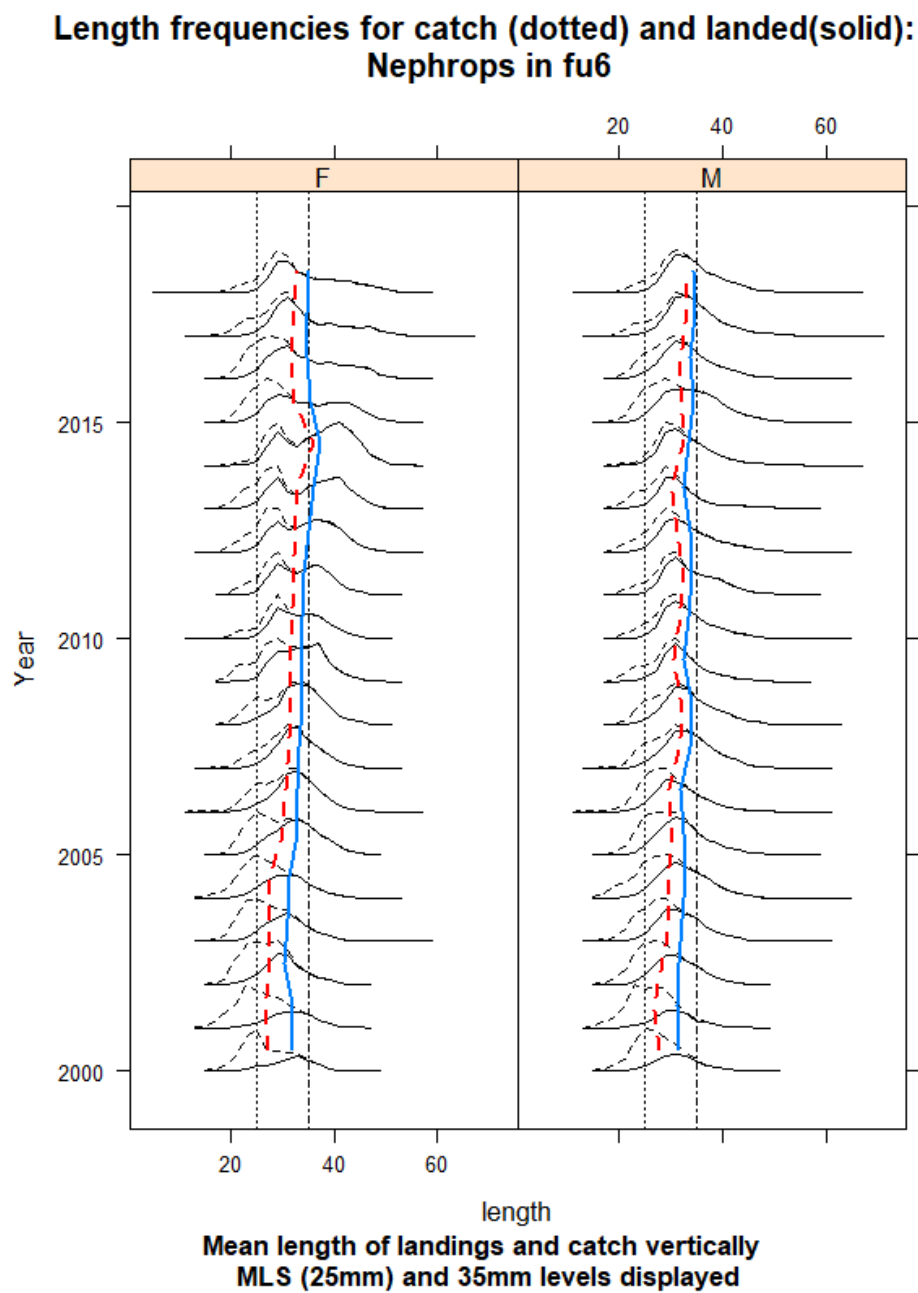 Length frequencies for catch (dotted) and landed(solid):
Nephrops in fu6
20 40 60
F M
2015
2010
2005
2000
Year
20 40 60
length
Mean length of landings and catch vertically
MLS (25mm) and 35mm levels displayed